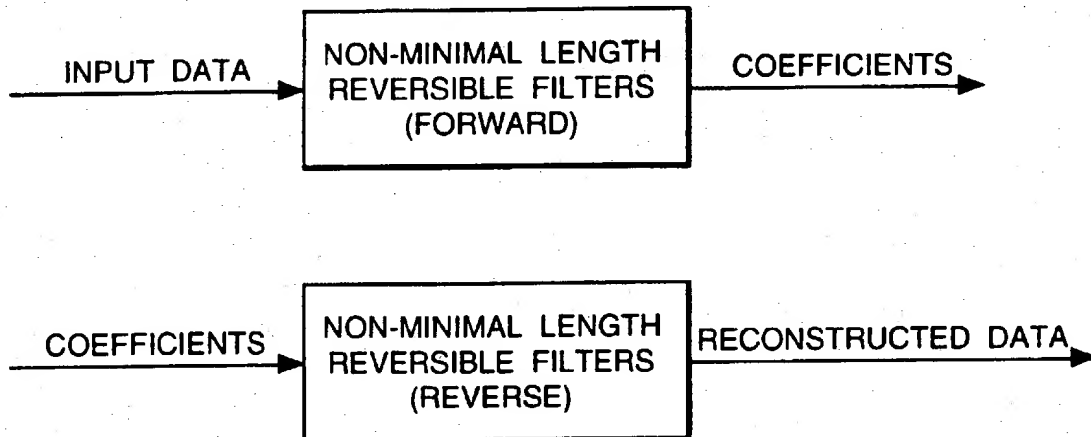 INPUT DATA
NON-MINIMAL LENGTH
REVERSIBLE FILTERS
(FORWARD)
COEFFICIENTS
COEFFICIENTS
NON-MINIMAL LENGTH
REVERSIBLE FILTERS
(REVERSE)
RECONSTRUCTED DATA